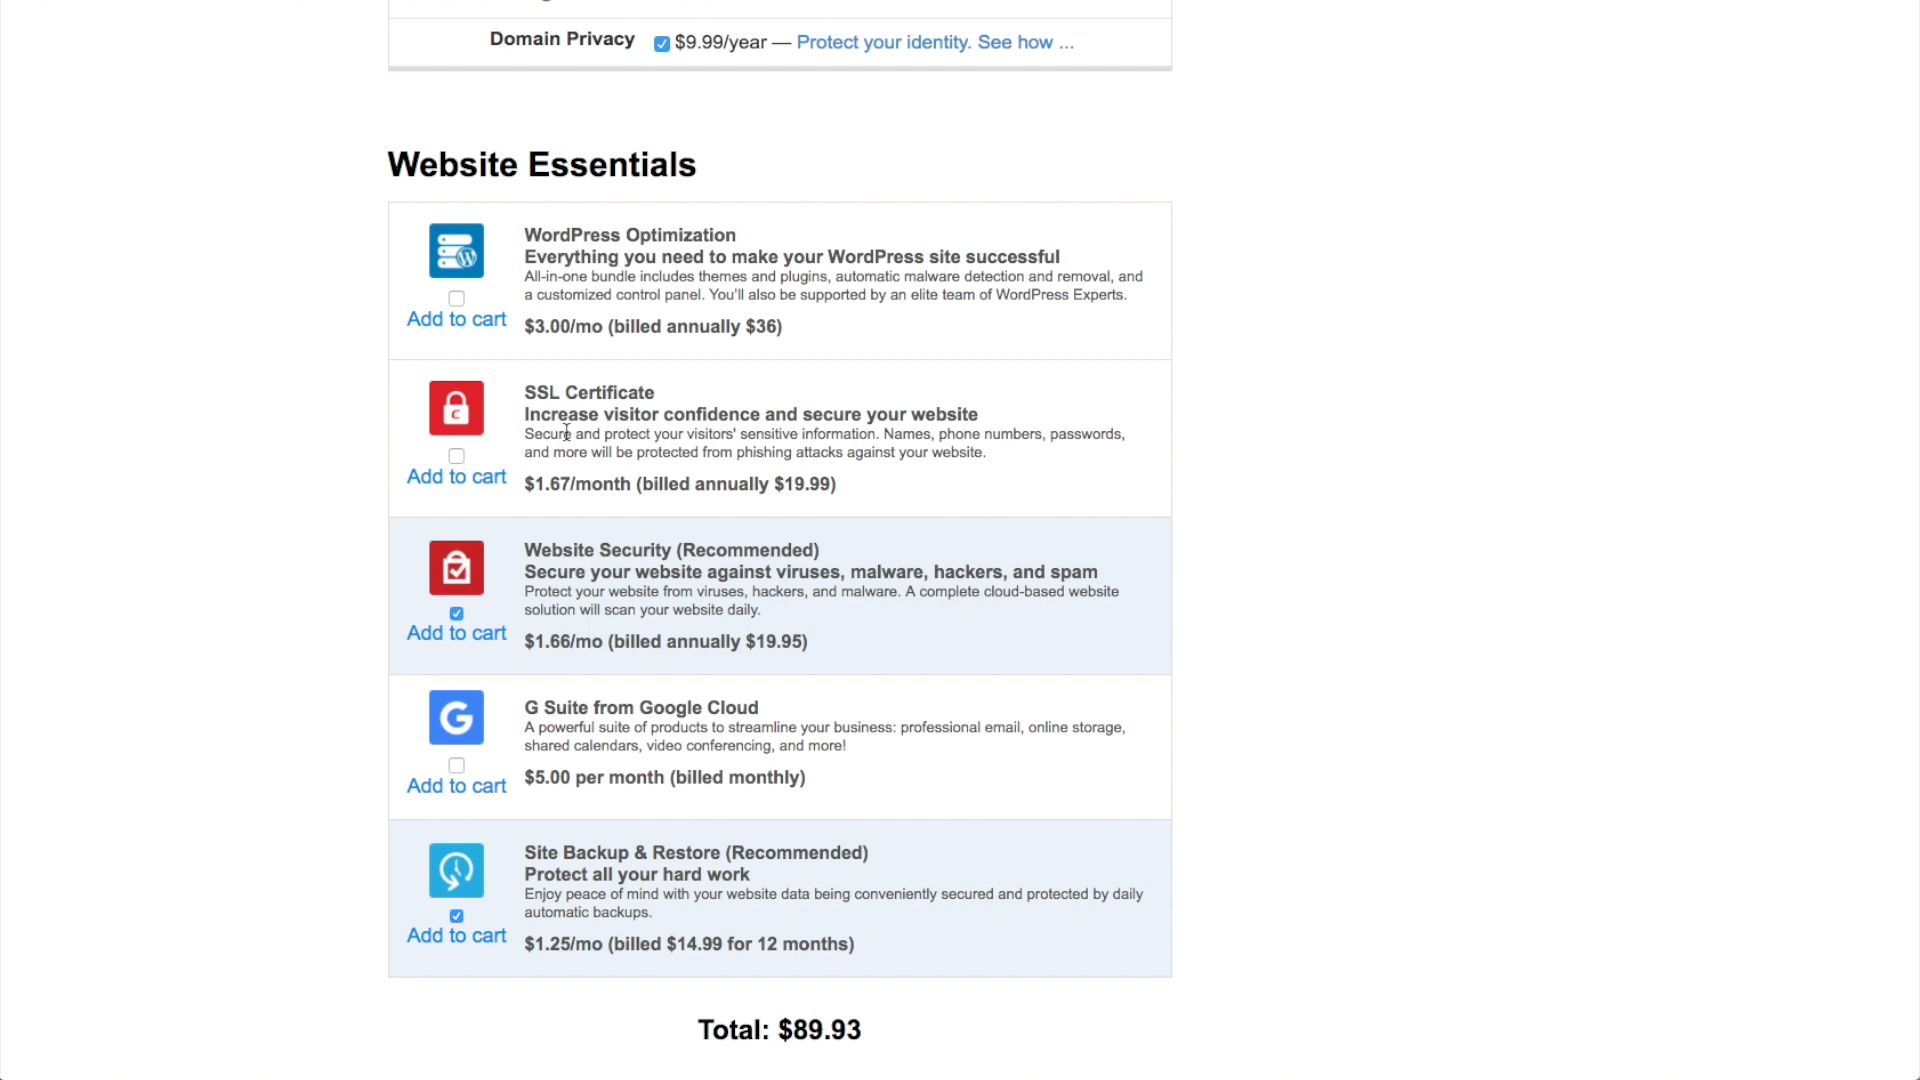 Domain Privacy $9.99/year — Protect your identity. See how ...
Website Essentials
WordPress Optimization
Everything you need to make your WordPress site successful
All-in-one bundle includes themes and plugins, automatic malware detection and removal, and
a customized control panel. You'll also be supported by an elite team of WordPress Experts.
Add to cart
$3.00/mo (billed annually $36)
SSL Certificate
Increase visitor confidence and secure your website
Secure and protect your visitors' sensitive information. Names, phone numbers, passwords,
and more will be protected from phishing attacks against your website.
Add to cart
$1.67/month (billed annually $19.99)
Website Security (Recommended)
Secure your website against viruses, malware, hackers, and spam
Protect your website from viruses, hackers, and malware. A complete cloud-based website
solution will scan your website daily.
Add to cart
$1.66/mo (billed annually $19.95)
G Suite from Google Cloud
A powerful suite of products to streamline your business: professional email, online storage,
shared calendars, video conferencing, and more!
Add to cart
$5.00 per month (billed monthly)
Site Backup & Restore (Recommended)
Protect all your hard work
Enjoy peace of mind with your website data being conveniently secured and protected by daily
automatic backups.
Add to cart
$1.25/mo (billed $14.99 for 12 months)
Total: $89.93